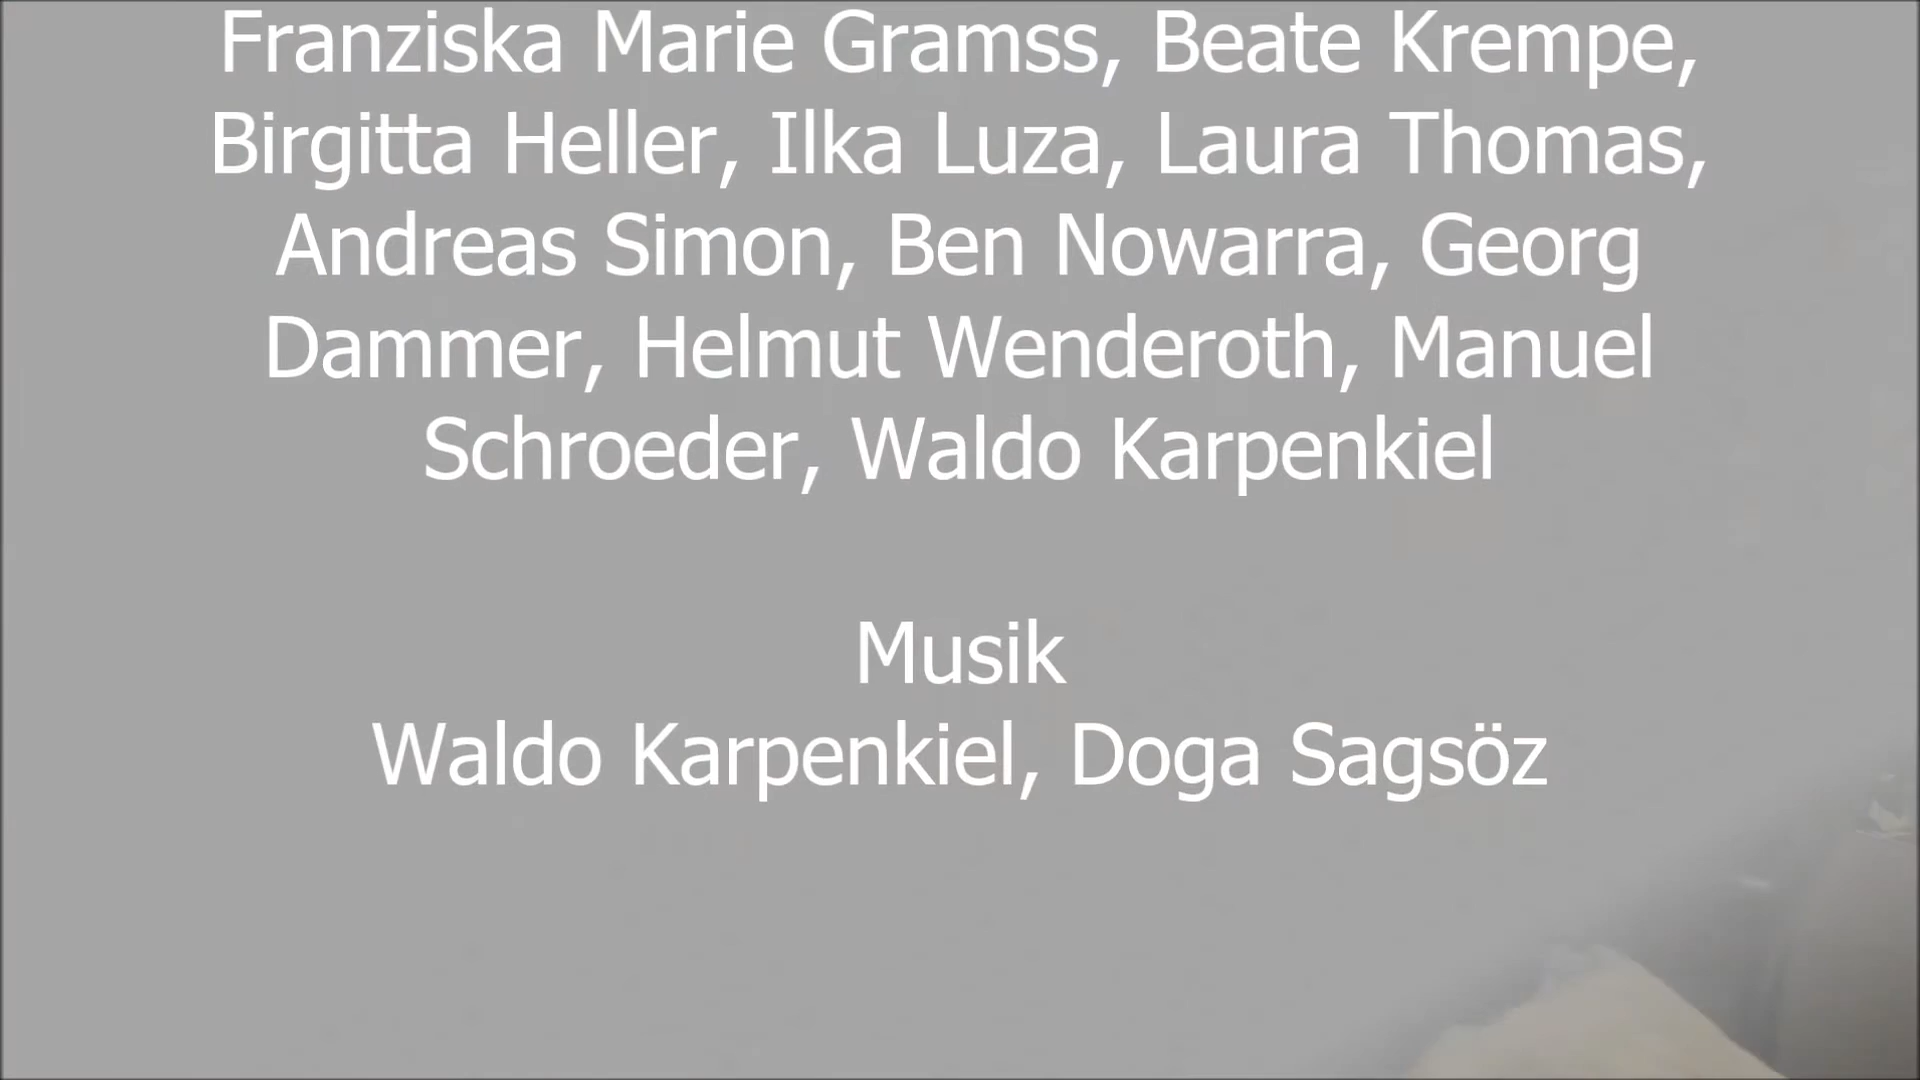 Franziska Marie Gramss, Beate Krempe,
Birgitta Heller, Ilka Luza, Laura Thomas,
Andreas Simon, Ben Nowarra, Georg
Dammer, Helmut Wenderoth, Manuel
Schroeder, Waldo Karpenkiel
Musik
Waldo Karpenkiel, Doga Sagsöz